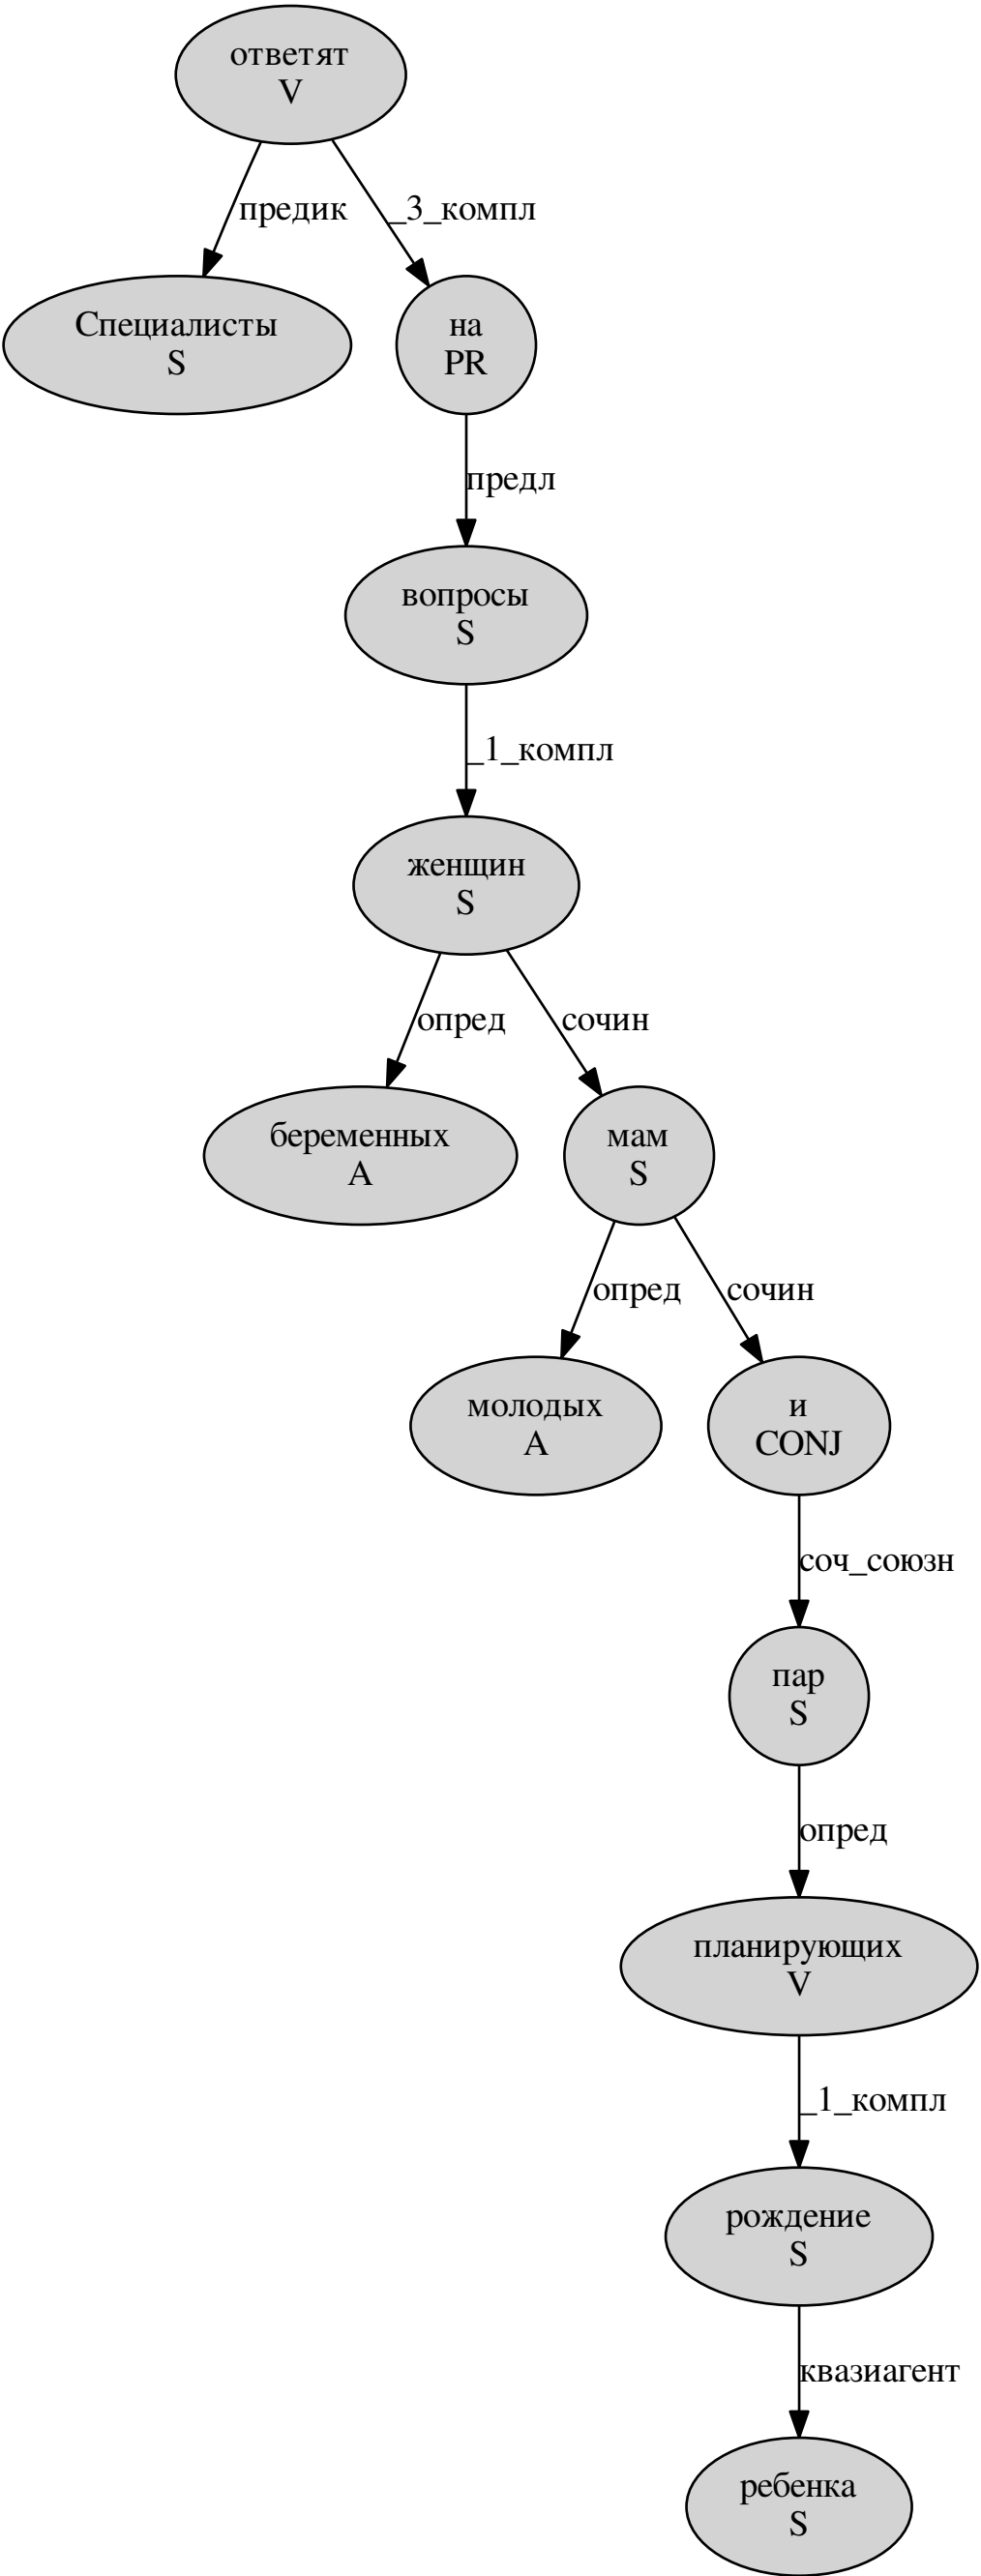 ответят
V
предик
_3_компл
Специалисты
S
на
PR
предл
вопросы
S
_1_компл
женщин
S
опред
сочин
беременных
A
мам
S
опред
сочин
молодых
A
и
CONJ
соч_союзн
пар
S
опред
планирующих
V
_1_компл
рождение
S
квазиагент
ребенка
S